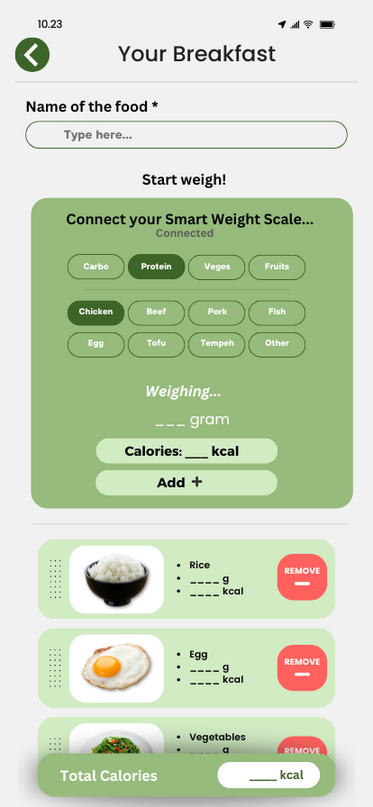 10.23
Your Breakfast
Name of the food *
Type here...
Start weigh!
Connect your Smart Weight Scale...
Connected
Carbo Protein Veges Fruits
Chicken Beef Pork Fish
Egg Tofu Tempeh Other
Weighing...
___ gram
Calories: ___ kcal
Add +
• Rice
• ____ g
• ____ kcal
REMOVE
• Egg
• ____ g
• ____ kcal
REMOVE
• Vegetables
• ____ g
REMOVE
Total Calories ____ kcal